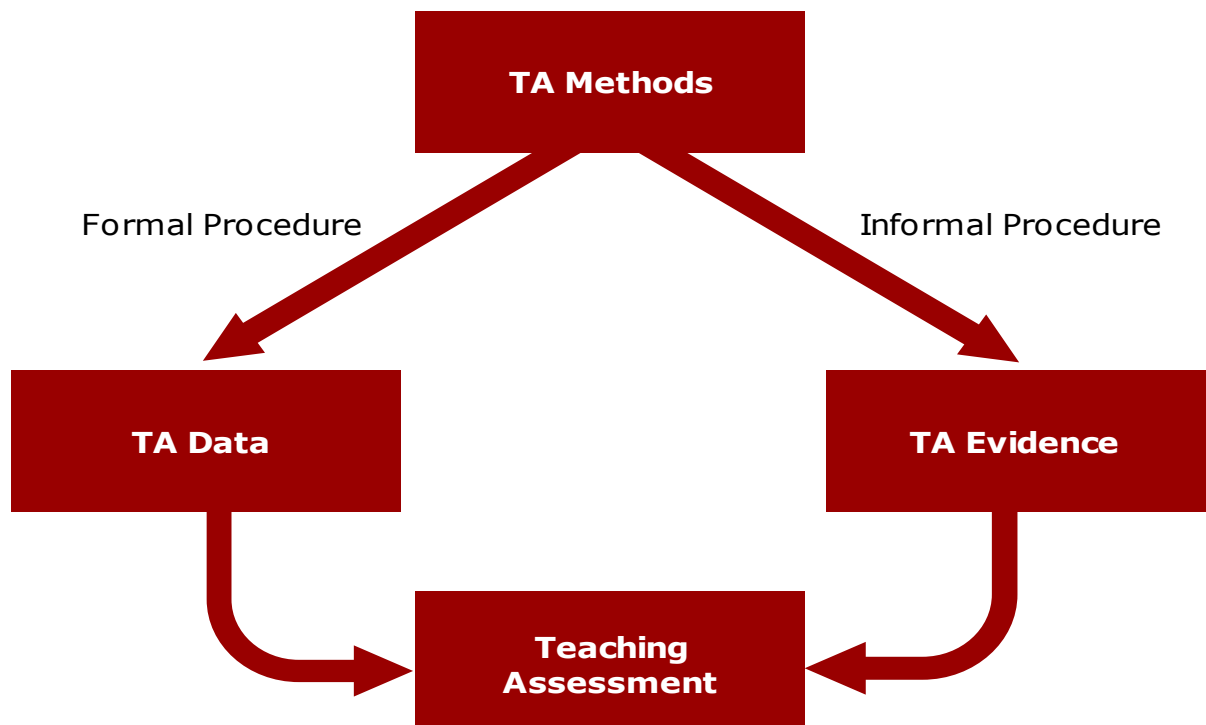 TA Methods
Formal Procedure
Informal Procedure
TA Data
TA Evidence
Teaching
Assessment